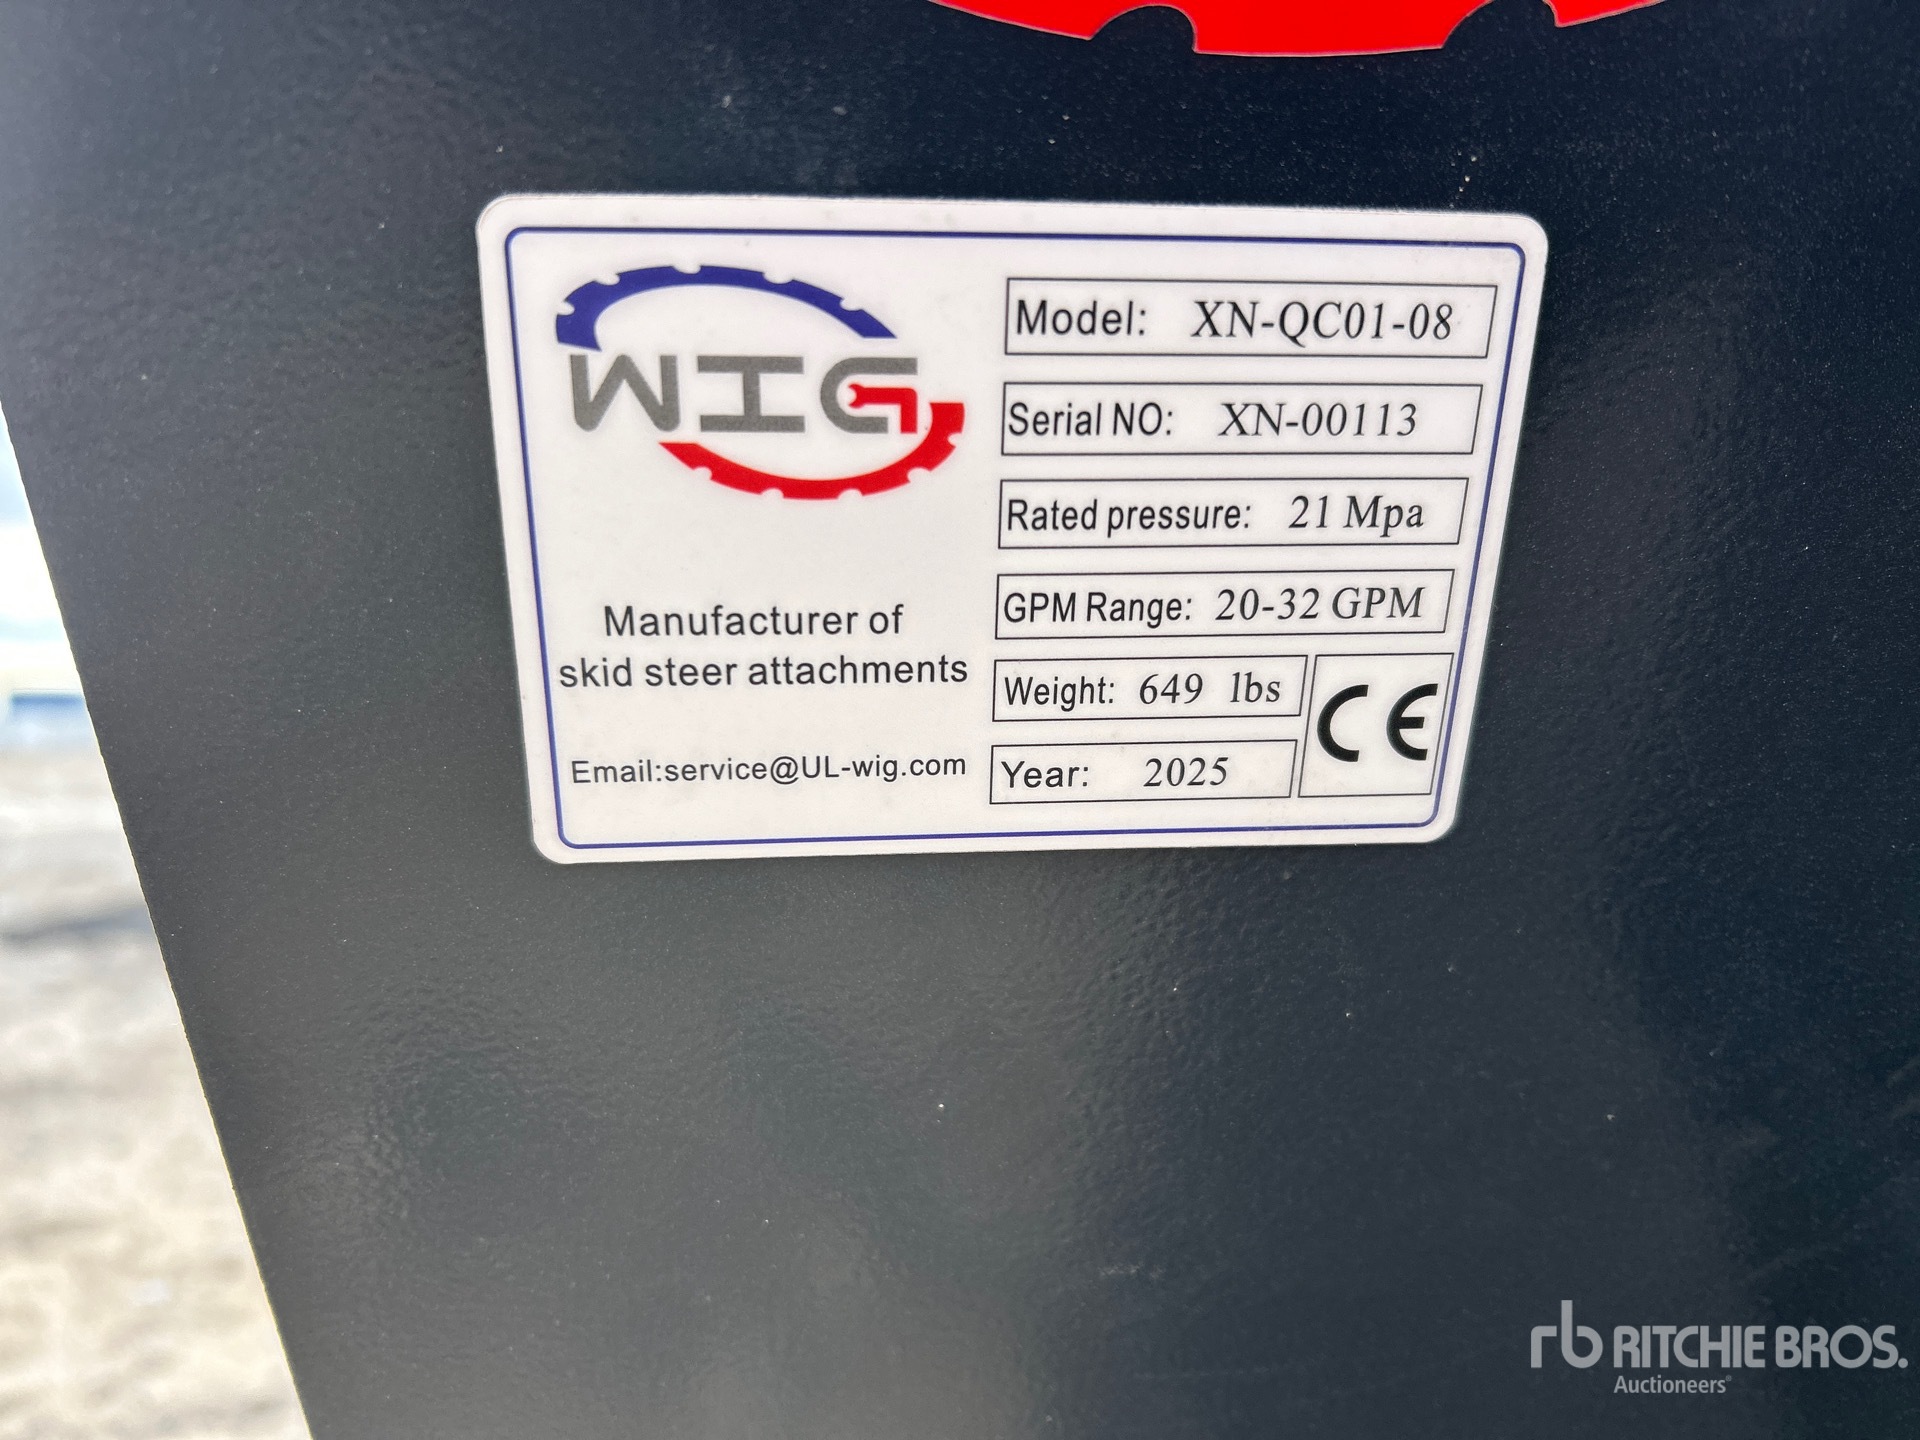 WIG
Manufacturer of
skid steer attachments
Email:service@UL-wig.com
Model: XN-QC01-08
Serial NO: XN-00113
Rated pressure: 21 Mpa
GPM Range: 20-32 GPM
Weight: 649 lbs
Year: 2025
CE
rb RITCHIE BROS.
Auctioneers